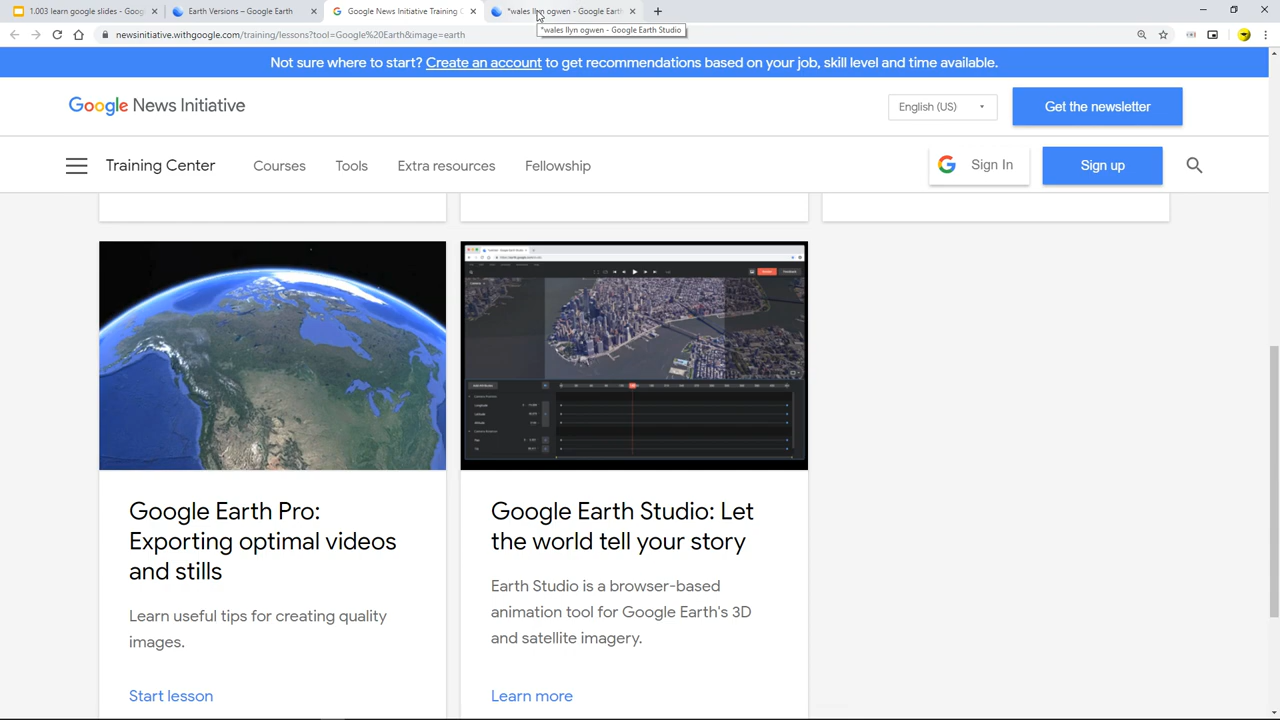 1.003 learn google slides - Goog
Earth Versions – Google Earth
Google News Initiative Training C
*wales llyn ogwen - Google Earth
*wales llyn ogwen - Google Earth Studio
newsinitiative.withgoogle.com/training/lessons?tool=Google%20Earth&image=earth
Not sure where to start? Create an account to get recommendations based on your job, skill level and time available.
Google News Initiative
English (US)
Get the newsletter
Training Center
Courses
Tools
Extra resources
Fellowship
Sign In
Sign up
Google Earth Pro:
Exporting optimal videos
and stills
Learn useful tips for creating quality
images.
Start lesson
Google Earth Studio: Let
the world tell your story
Earth Studio is a browser-based
animation tool for Google Earth's 3D
and satellite imagery.
Learn more